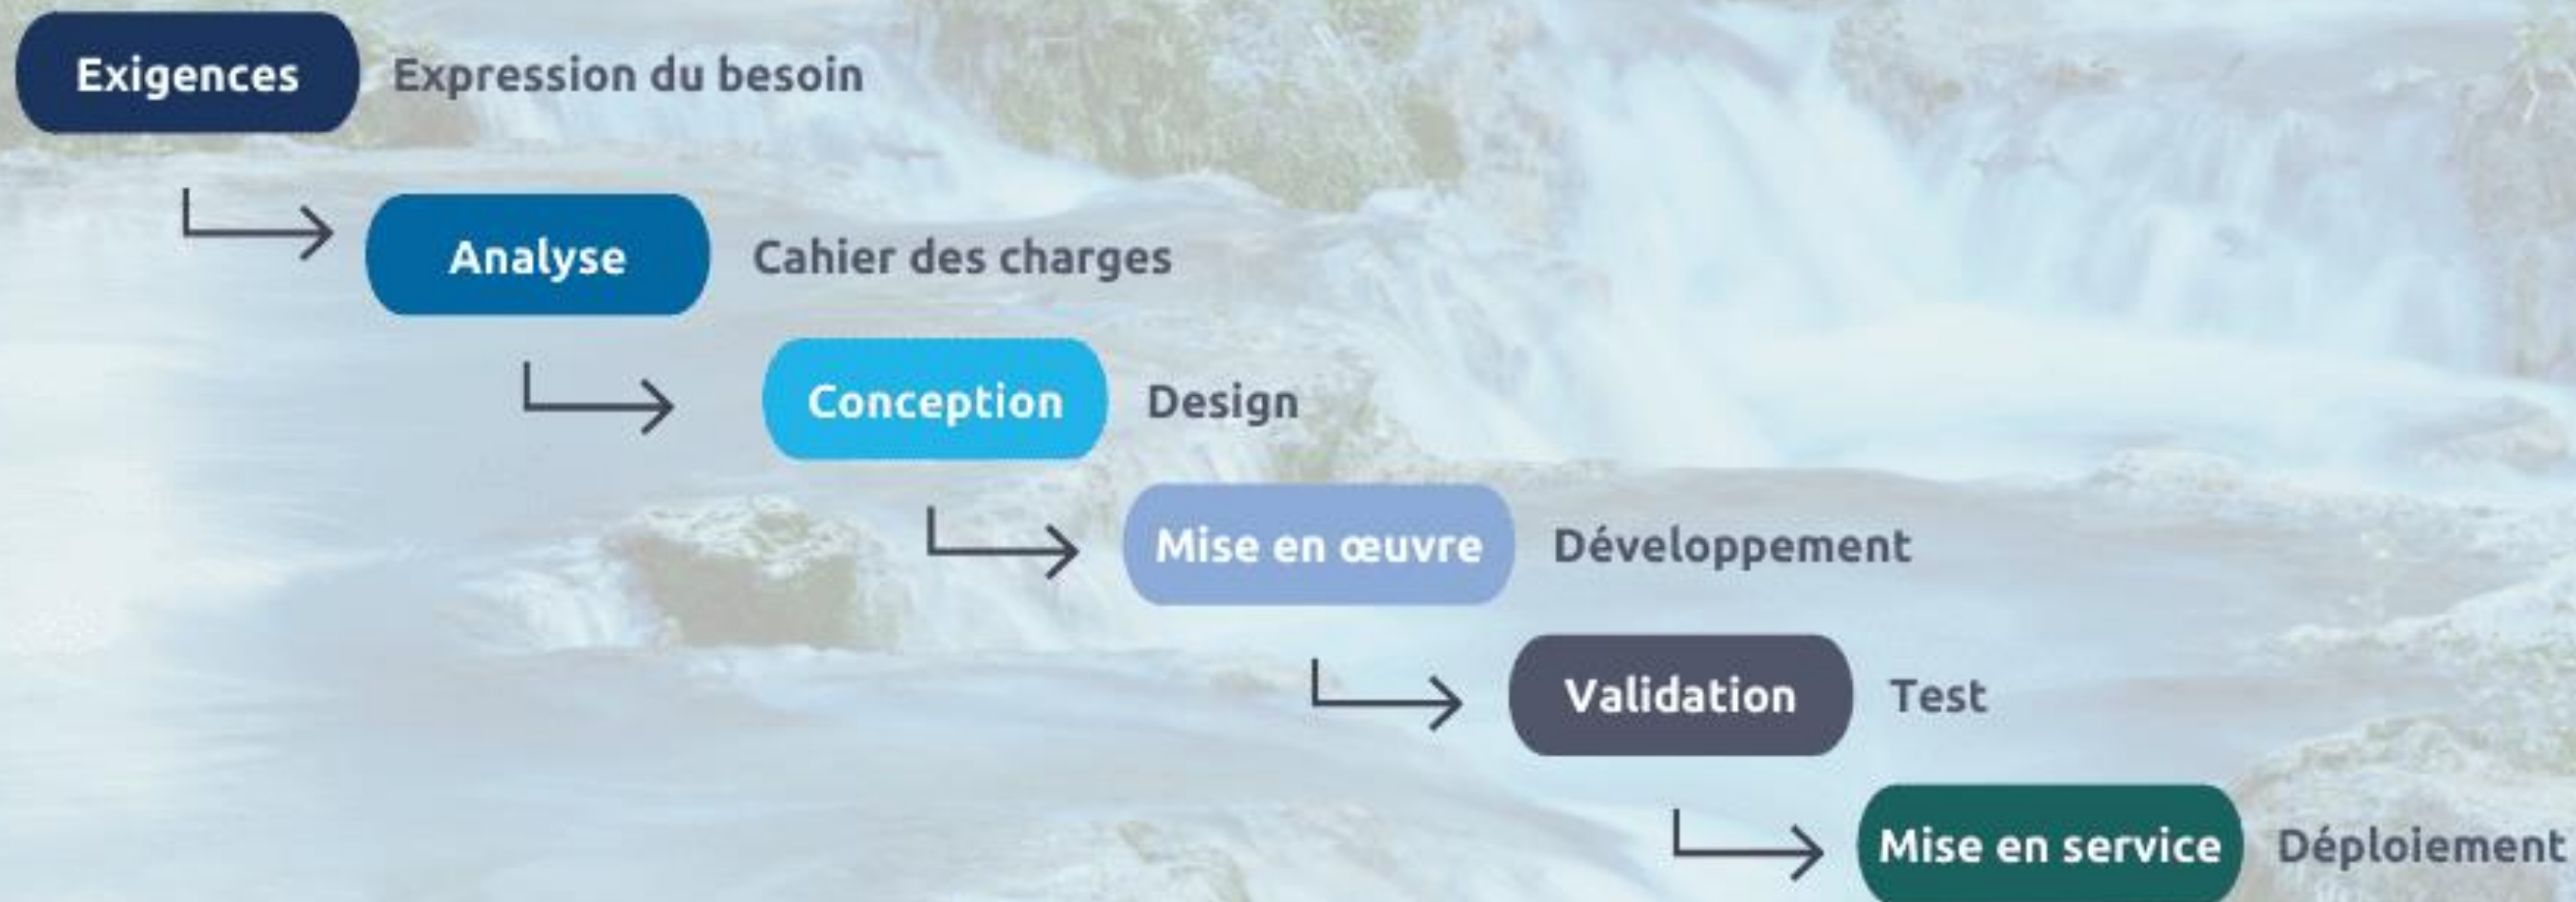 Exigences Expression du besoin
Analyse Cahier des charges
Conception Design
Mise en œuvre Développement
Validation Test
Mise en service Déploiement